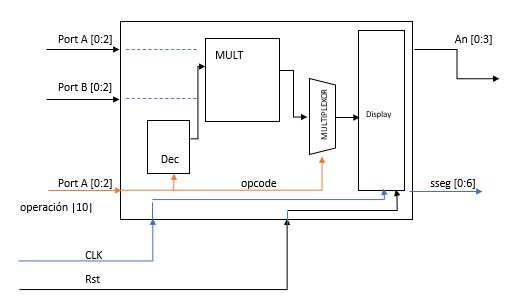 Port A [0:2]
An [0:3]
MULT
Port B [0:2]
MULTIPLEXOR
Display
Dec
Port A [0:2]
opcode
sseg [0:6]
operación |10|
CLK
Rst